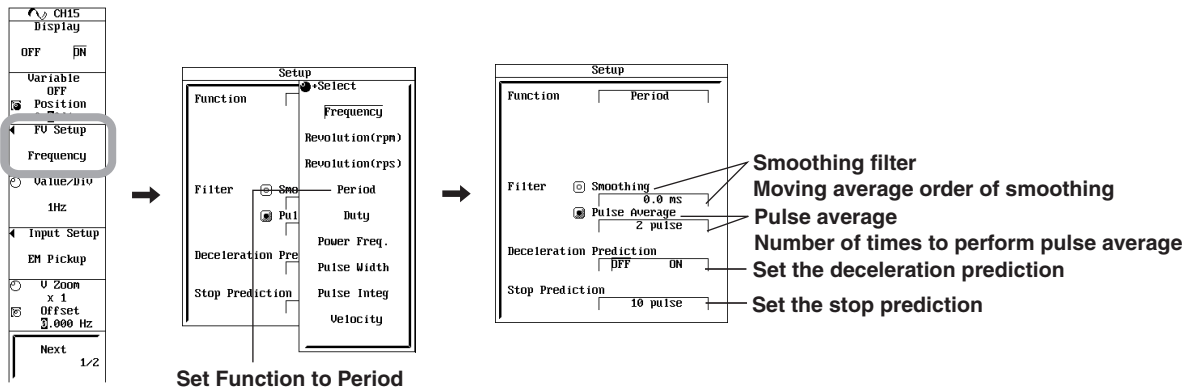 CH15
Display
OFF ON
Variable
OFF
Position
FV Setup
Frequency
Value/Div
1Hz
Input Setup
EM Pickup
V Zoom
x 1
Offset
0.000 Hz
Next
1/2
Setup
Function
Filter
Smo
Pul
Deceleration Pre
Stop Prediction
+Select
Frequency
Revolution(rpm)
Revolution(rps)
Period
Duty
Power Freq.
Pulse Width
Pulse Integ
Velocity
Set Function to Period
Setup
Function Period
Filter Smoothing
0.0 ms
Pulse Average
2 pulse
Deceleration Prediction
OFF ON
Stop Prediction
10 pulse
Smoothing filter
Moving average order of smoothing
Pulse average
Number of times to perform pulse average
Set the deceleration prediction
Set the stop prediction